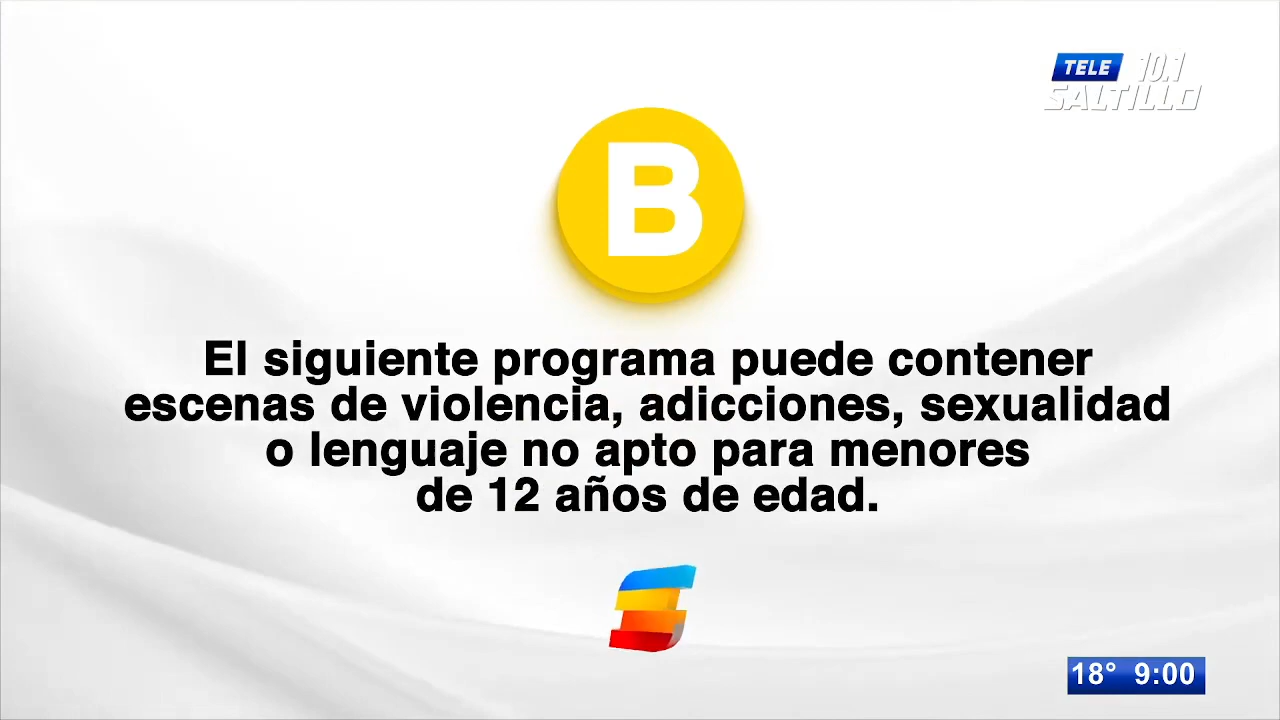 TELE 10.1
SALTILLO
B
El siguiente programa puede contener
escenas de violencia, adicciones, sexualidad
o lenguaje no apto para menores
de 12 años de edad.
S
18° 9:00